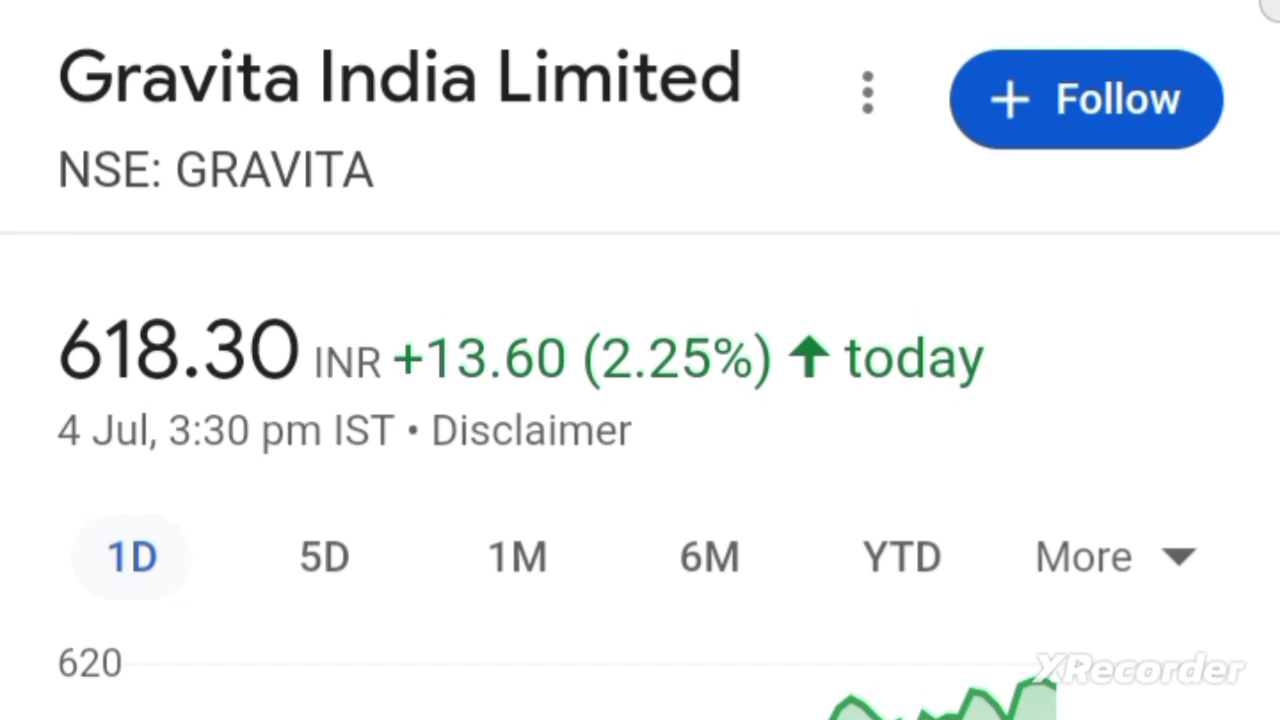 Gravita India Limited
+ Follow
NSE: GRAVITA
618.30 INR +13.60 (2.25%) ↑ today
4 Jul, 3:30 pm IST • Disclaimer
1D 5D 1M 6M YTD More
620
XRecorder